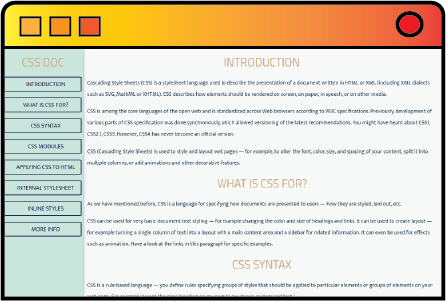 CSS DOC
INTRODUCTION
WHAT IS CSS FOR?
CSS SYNTAX
CSS MODULES
APPLYING CSS TO HTML
INTERNAL STYLESHEET
INLINE STYLES
MORE INFO
INTRODUCTION
Cascading Style Sheets (CSS) is a stylesheet language used to describe the presentation of a document written in HTML or XML (including XML dialects
such as SVG, MathML or XHTML). CSS describes how elements should be rendered on screen, on paper, in speech, or on other media.
CSS is among the core languages of the open web and is standardized across Web browsers according to W3C specifications. Previously, development of
various parts of CSS specification was done synchronously, which allowed versioning of the latest recommendations. You might have heard about CSS1,
CSS2.1, CSS3. However, CSS4 has never become an official version.
CSS (Cascading Style Sheets) is used to style and layout web pages — for example, to alter the font, color, size, and spacing of your content, split it into
multiple columns, or add animations and other decorative features.
WHAT IS CSS FOR?
As we have mentioned before, CSS is a language for specifying how documents are presented to users — how they are styled, laid out, etc.
CSS can be used for very basic document text styling — for example changing the color and size of headings and links. It can be used to create layout —
for example turning a single column of text into a layout with a main content area and a sidebar for related information. It can even be used for effects
such as animation. Have a look at the links in this paragraph for specific examples.
CSS SYNTAX
CSS is a rule-based language — you define rules specifying groups of styles that should be applied to particular elements or groups of elements on your